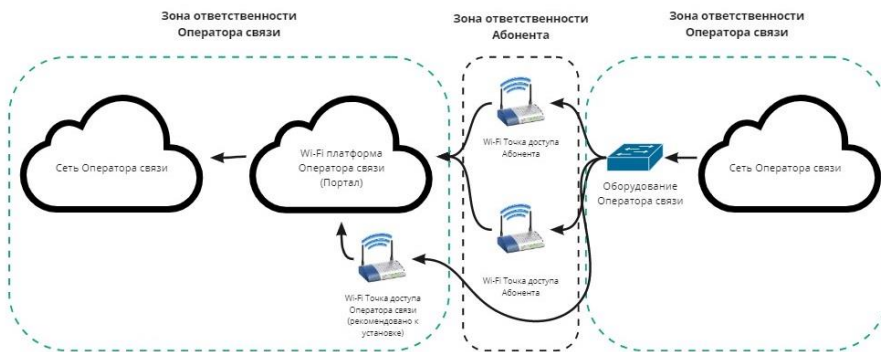 Зона ответственности
Оператора связи
Зона ответственности
Абонента
Зона ответственности
Оператора связи
Сеть Оператора связи
Wi-Fi платформа
Оператора связи
(Портал)
Wi-Fi Точка доступа
Абонента
Оборудование
Оператора связи
Сеть Оператора связи
Wi-Fi Точка доступа
Абонента
Wi-Fi Точка доступа
Оператора связи
(рекомендовано к
установке)